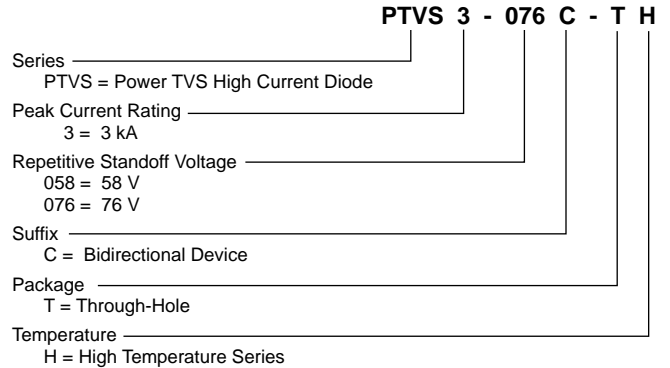 PTVS 3 - 076 C - T H
Series
PTVS = Power TVS High Current Diode
Peak Current Rating
3 = 3 kA
Repetitive Standoff Voltage
058 = 58 V
076 = 76 V
Suffix
C = Bidirectional Device
Package
T = Through-Hole
Temperature
H = High Temperature Series